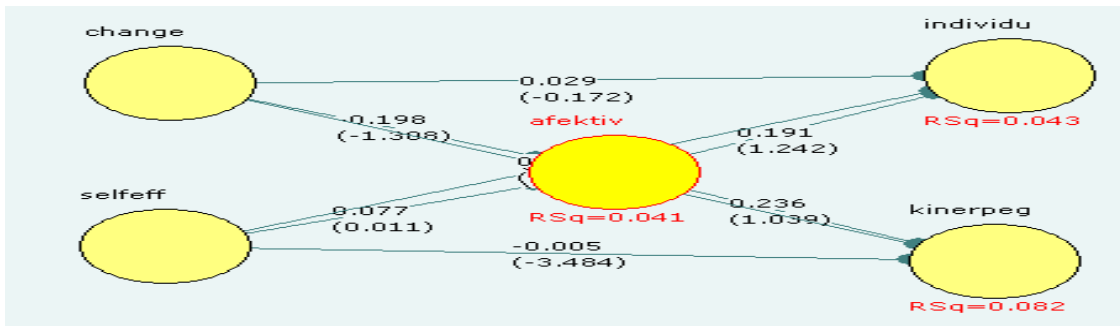 change
individu
0.029
(-0.172)
-0.198
(-1.388)
afektiv
0.191
(1.242)
RSq=0.043
selfeff
0.077
(0.011)
RSq=0.041
0.236
(1.039)
kinerpeg
-0.005
(-3.484)
RSq=0.082